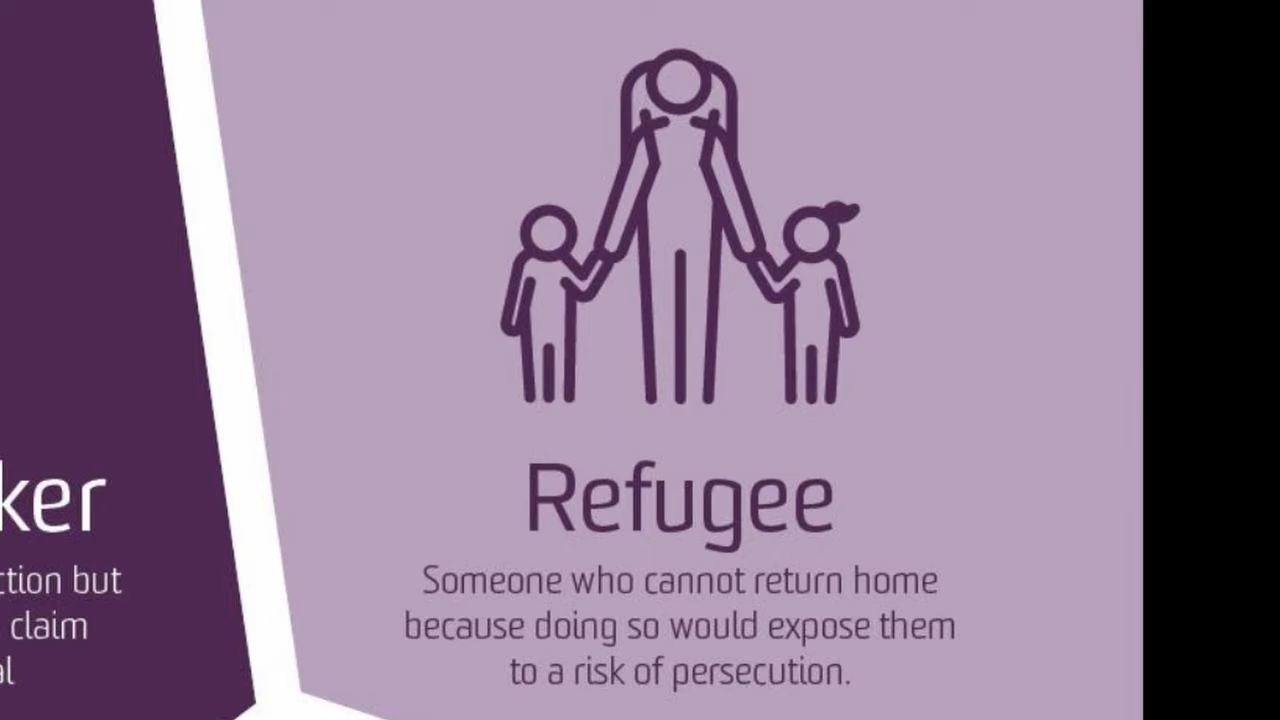 ker
ction but
claim
al
Refugee
Someone who cannot return home
because doing so would expose them
to a risk of persecution.